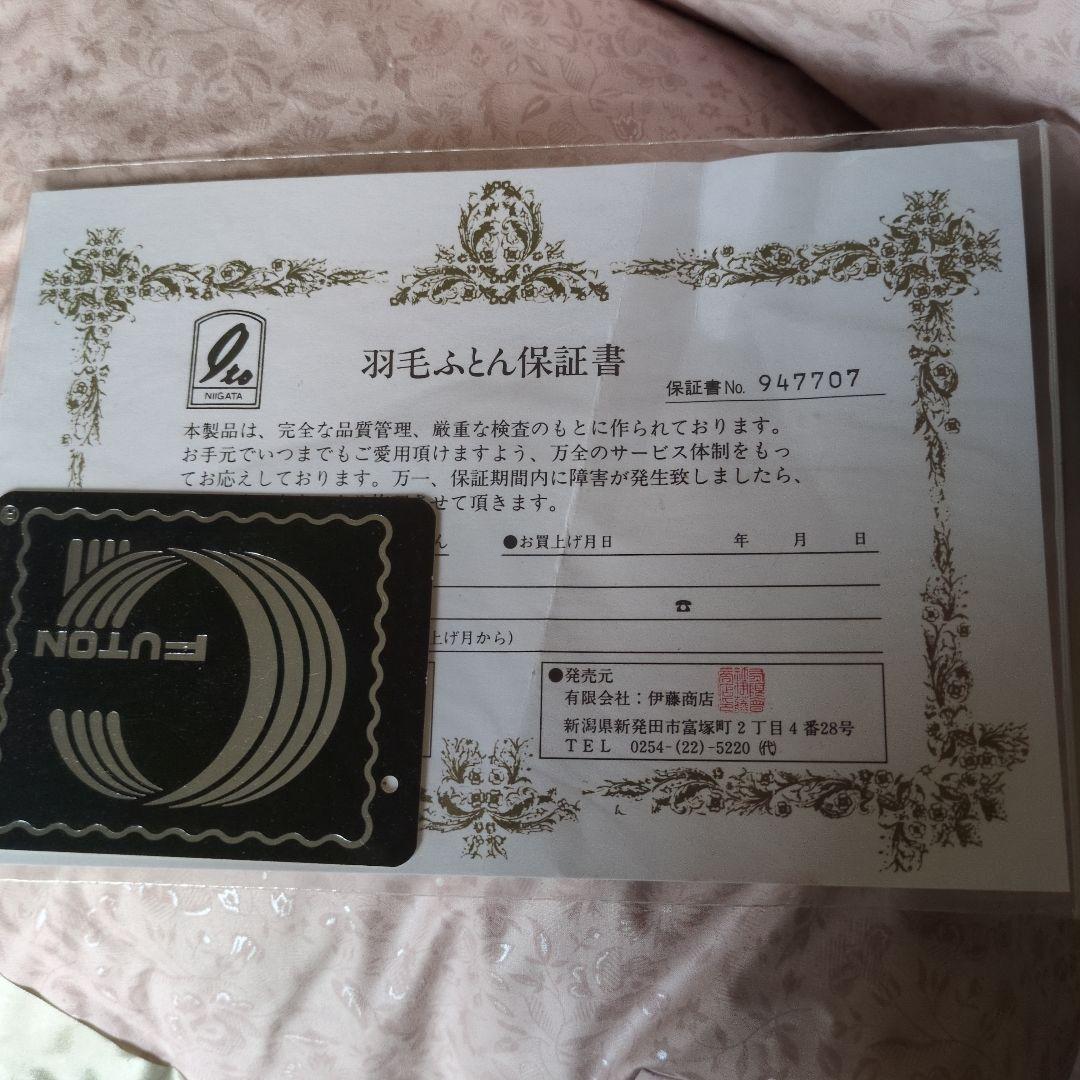 Ito
NIIGATA
羽毛ふとん保証書
保証書No. 947707
本製品は、完全な品質管理、厳重な検査のもとに作られております。
お手元でいつまでもご愛用頂けますよう、万全のサービス体制をもっ
てお応えしております。万一、保証期間内に障害が発生致しましたら、
せて頂きます。
ん
●お買上げ月日 年 月 日
☎
上げ月から)
●発売元
有限会社：伊藤商店
新潟県新発田市富塚町2丁目4番28号
TEL 0254-(22)-5220 ㈹
FUTON